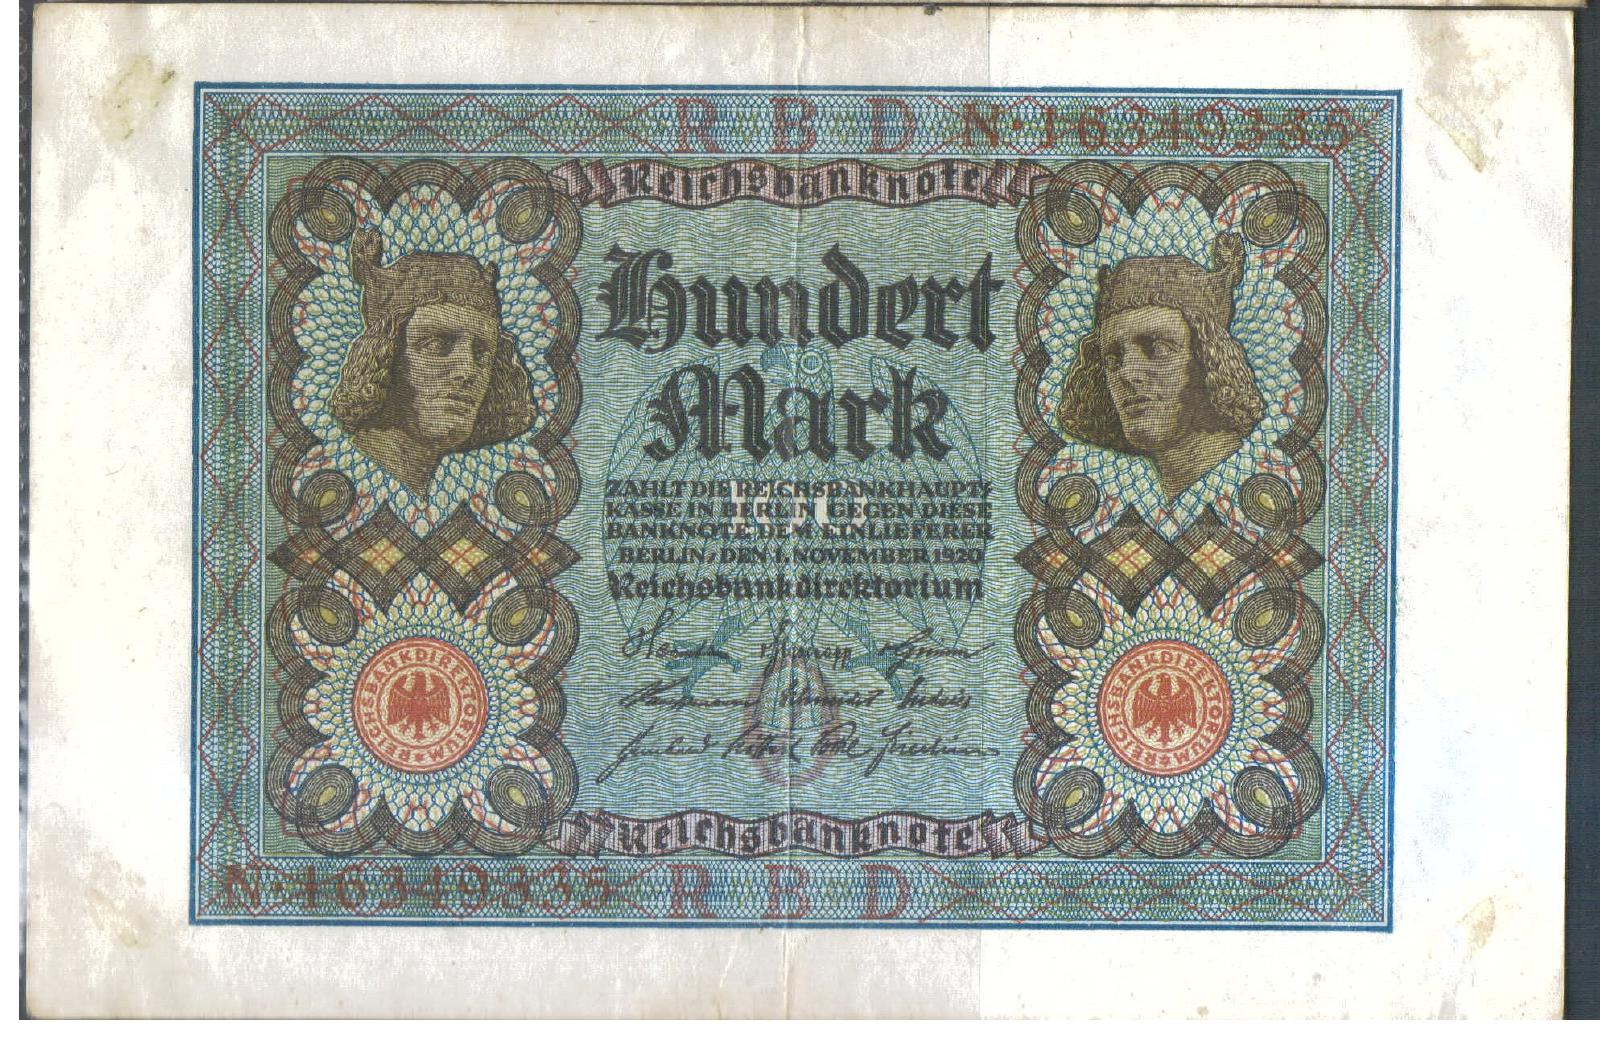 R B D N·16349335
Reichsbanknote
Hundert
Mark
ZAHLT DIE REICHSBANKHAUPT⸗
KASSE IN BERLIN GEGEN DIESE
BANKNOTE DEM EINLIEFERER
BERLIN, DEN 1. NOVEMBER 1920
Reichsbankdirektorium
REICHSBANKDIREKTORIUM
REICHSBANKDIREKTORIUM
Reichsbanknote
N·16349335 R B D